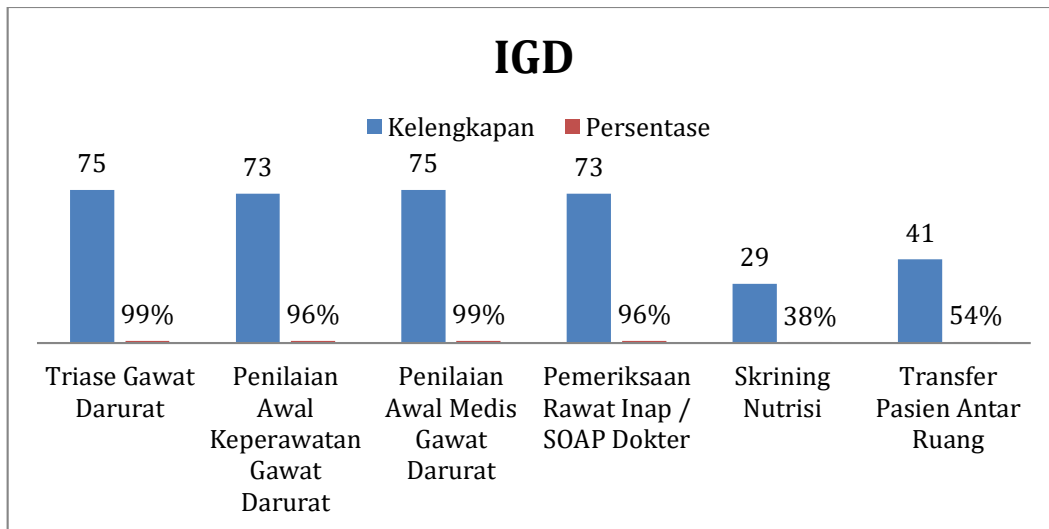 IGD
Kelengkapan Persentase
75 73 75 73 29 41
99% 96% 99% 96% 38% 54%
Triase Gawat
Darurat
Penilaian
Awal
Keperawatan
Gawat
Darurat
Penilaian
Awal Medis
Gawat
Darurat
Pemeriksaan
Rawat Inap /
SOAP Dokter
Skrining
Nutrisi
Transfer
Pasien Antar
Ruang